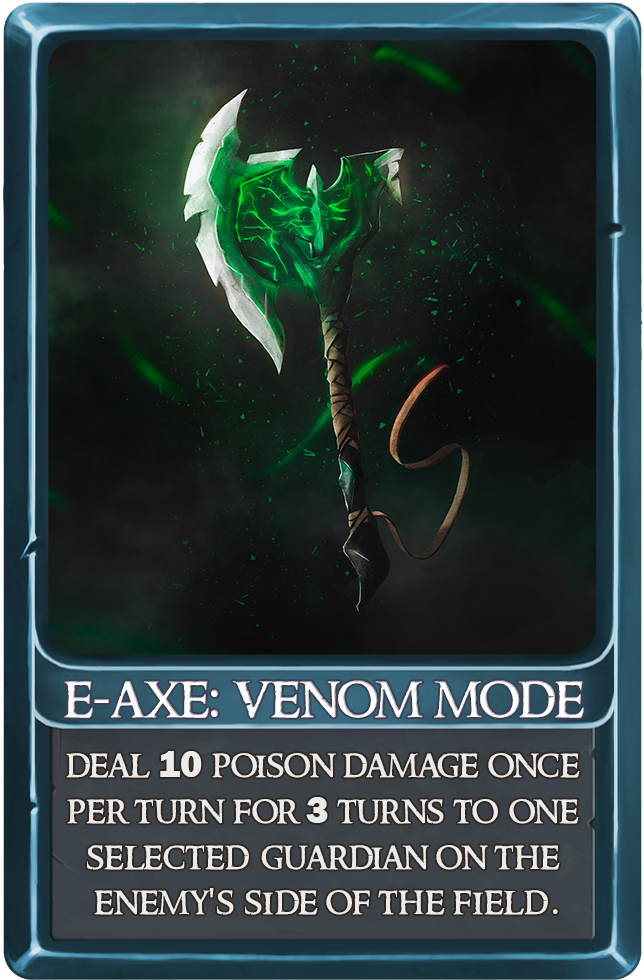 E-AXE: VENOM MODE
DEAL 10 POISON DAMAGE ONCE
PER TURN FOR 3 TURNS TO ONE
SELECTED GUARDIAN ON THE
ENEMY'S SIDE OF THE FIELD.